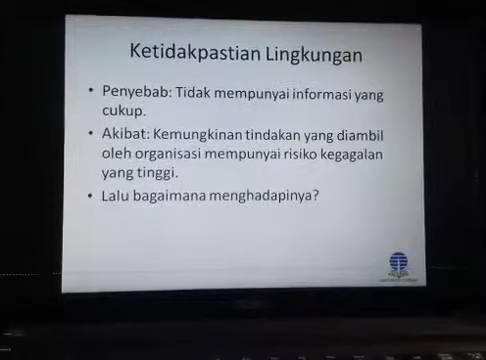 Ketidakpastian Lingkungan
• Penyebab: Tidak mempunyai informasi yang
cukup.
• Akibat: Kemungkinan tindakan yang diambil
oleh organisasi mempunyai risiko kegagalan
yang tinggi.
• Lalu bagaimana menghadapinya?